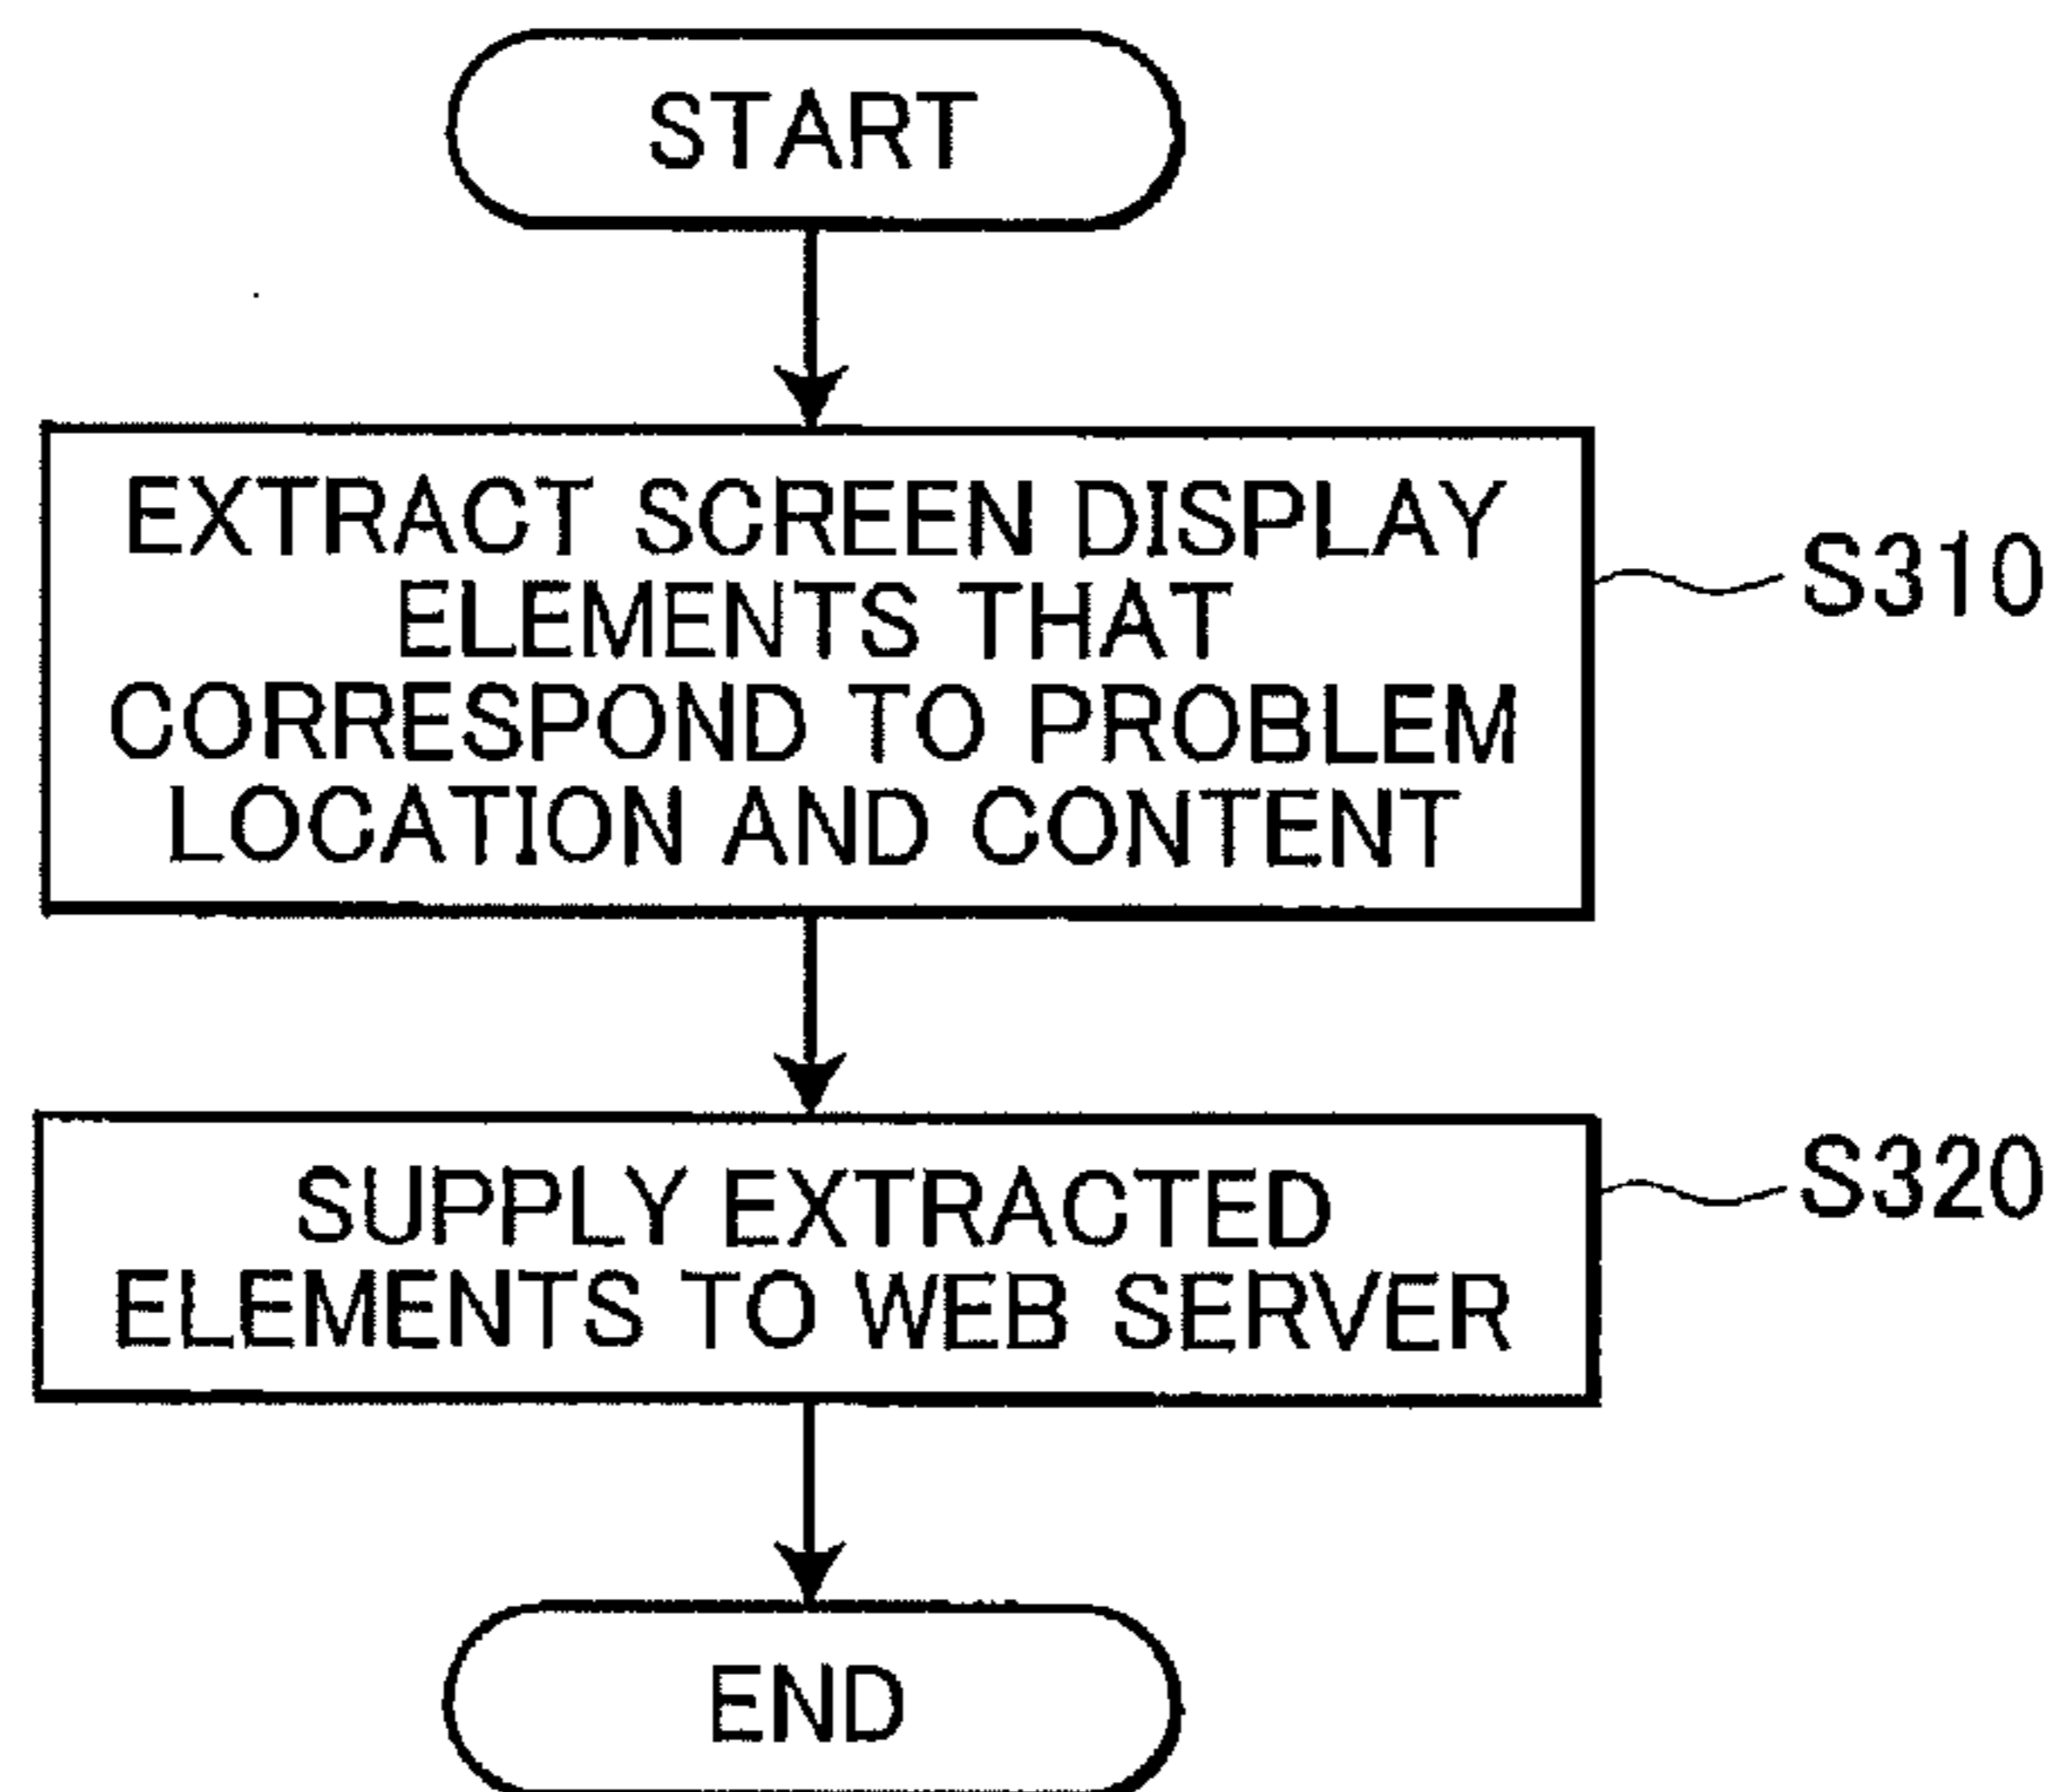 START
EXTRACT SCREEN DISPLAY
ELEMENTS THAT
CORRESPOND TO PROBLEM
LOCATION AND CONTENT
S310
SUPPLY EXTRACTED
ELEMENTS TO WEB SERVER
S320
END